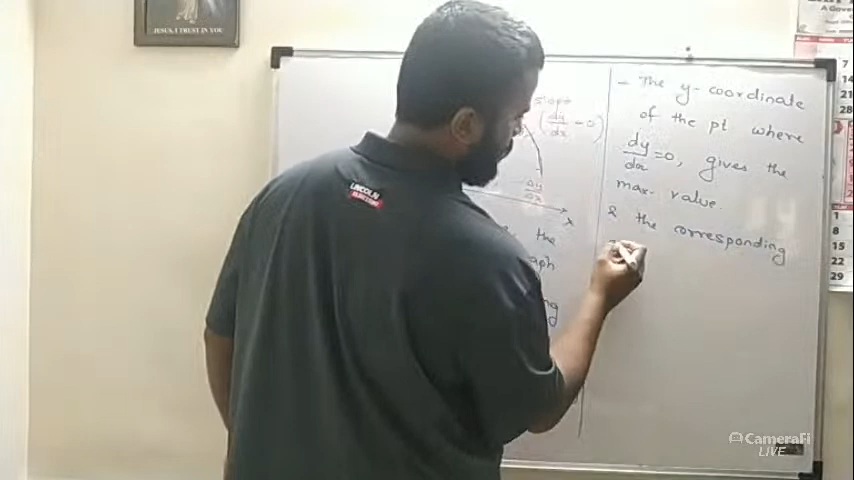 JESUS, I TRUST IN YOU
LINCOLN
slope
(dy/dx = 0)
dy/dx
x
the
- The y-coordinate
of the pt where
dy/dx = 0, gives the
max. value.
& the corresponding
7
14
21
28
1
8
15
22
29
CameraFi
LIVE